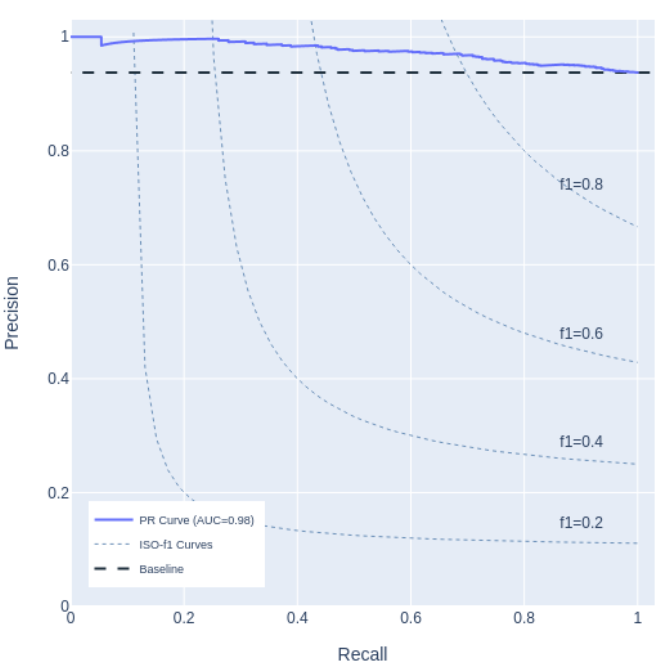 1
0.8
0.6
0.4
0.2
0
Precision
f1=0.8
f1=0.6
f1=0.4
f1=0.2
PR Curve (AUC=0.98)
ISO-f1 Curves
Baseline
0
0.2
0.4
0.6
0.8
1
Recall